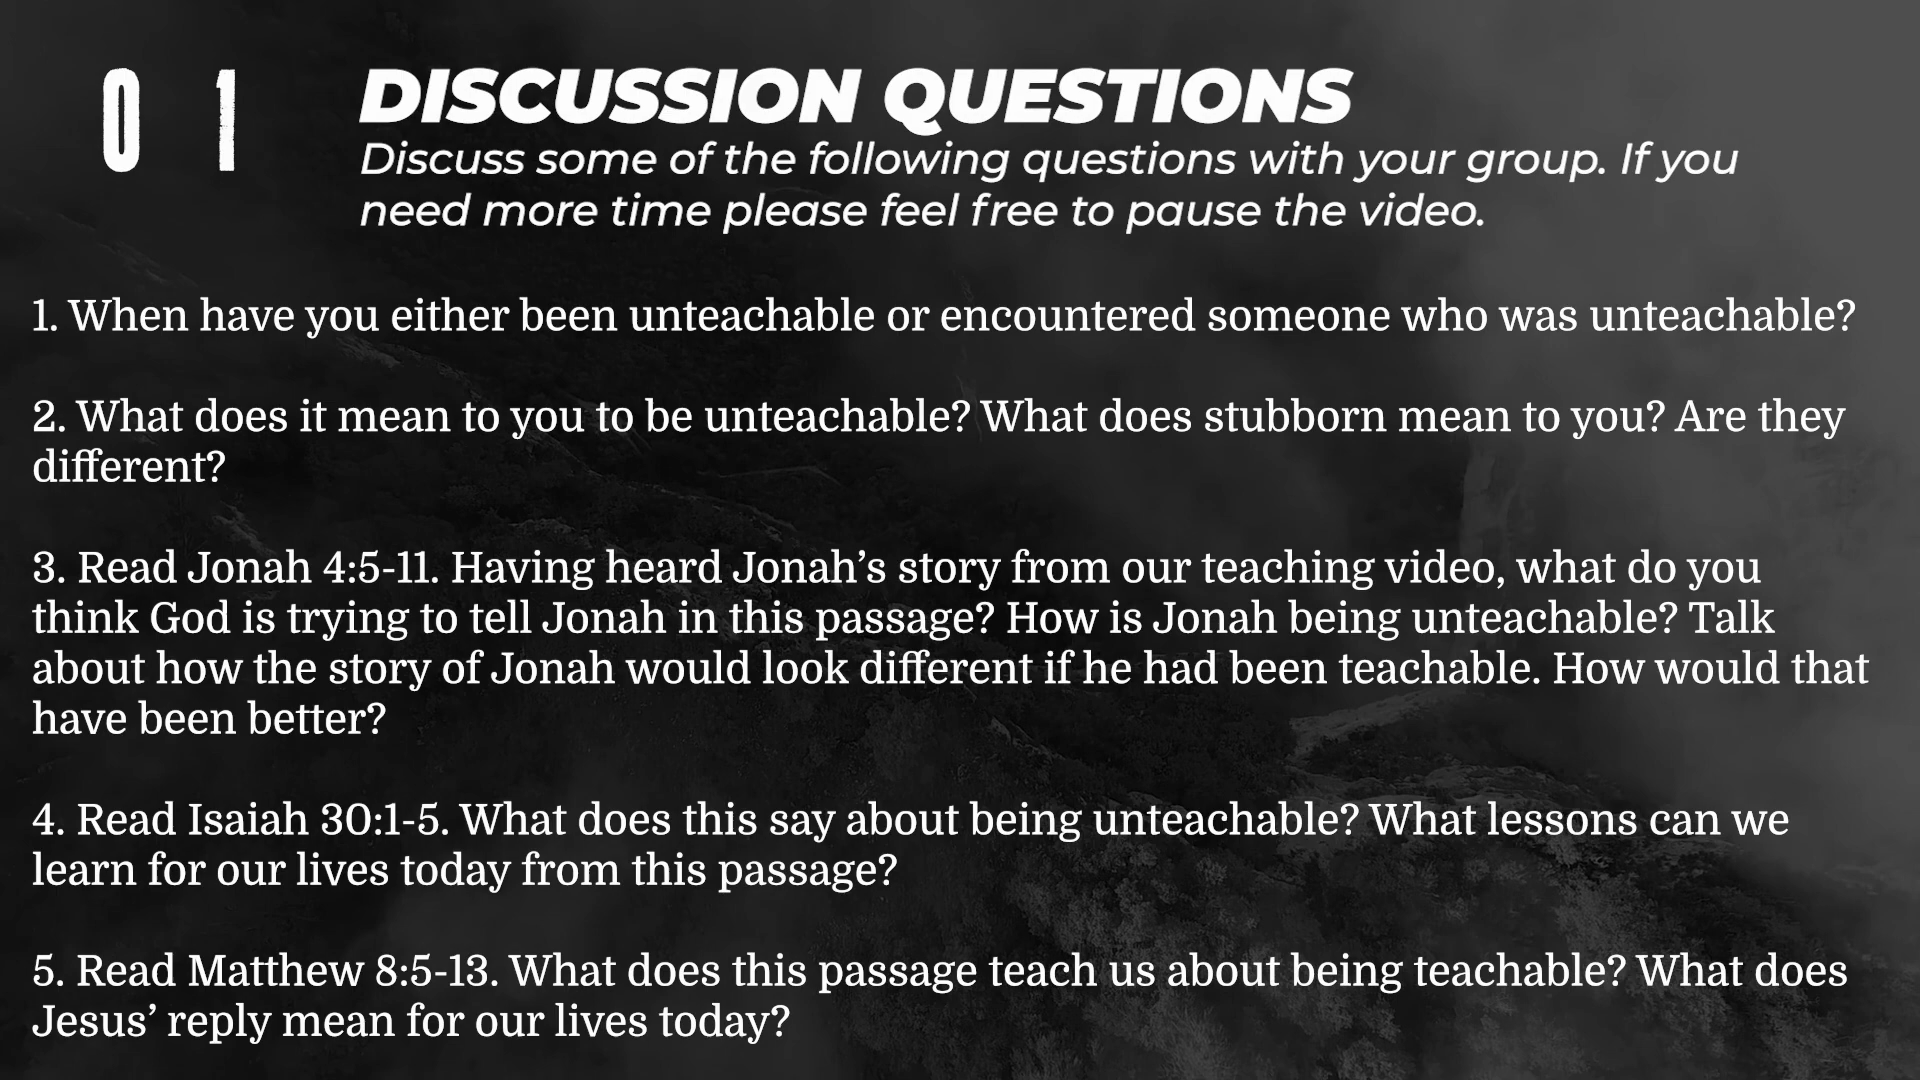 01
DISCUSSION QUESTIONS
Discuss some of the following questions with your group. If you
need more time please feel free to pause the video.
1. When have you either been unteachable or encountered someone who was unteachable?
2. What does it mean to you to be unteachable? What does stubborn mean to you? Are they
different?
3. Read Jonah 4:5-11. Having heard Jonah’s story from our teaching video, what do you
think God is trying to tell Jonah in this passage? How is Jonah being unteachable? Talk
about how the story of Jonah would look different if he had been teachable. How would that
have been better?
4. Read Isaiah 30:1-5. What does this say about being unteachable? What lessons can we
learn for our lives today from this passage?
5. Read Matthew 8:5-13. What does this passage teach us about being teachable? What does
Jesus’ reply mean for our lives today?